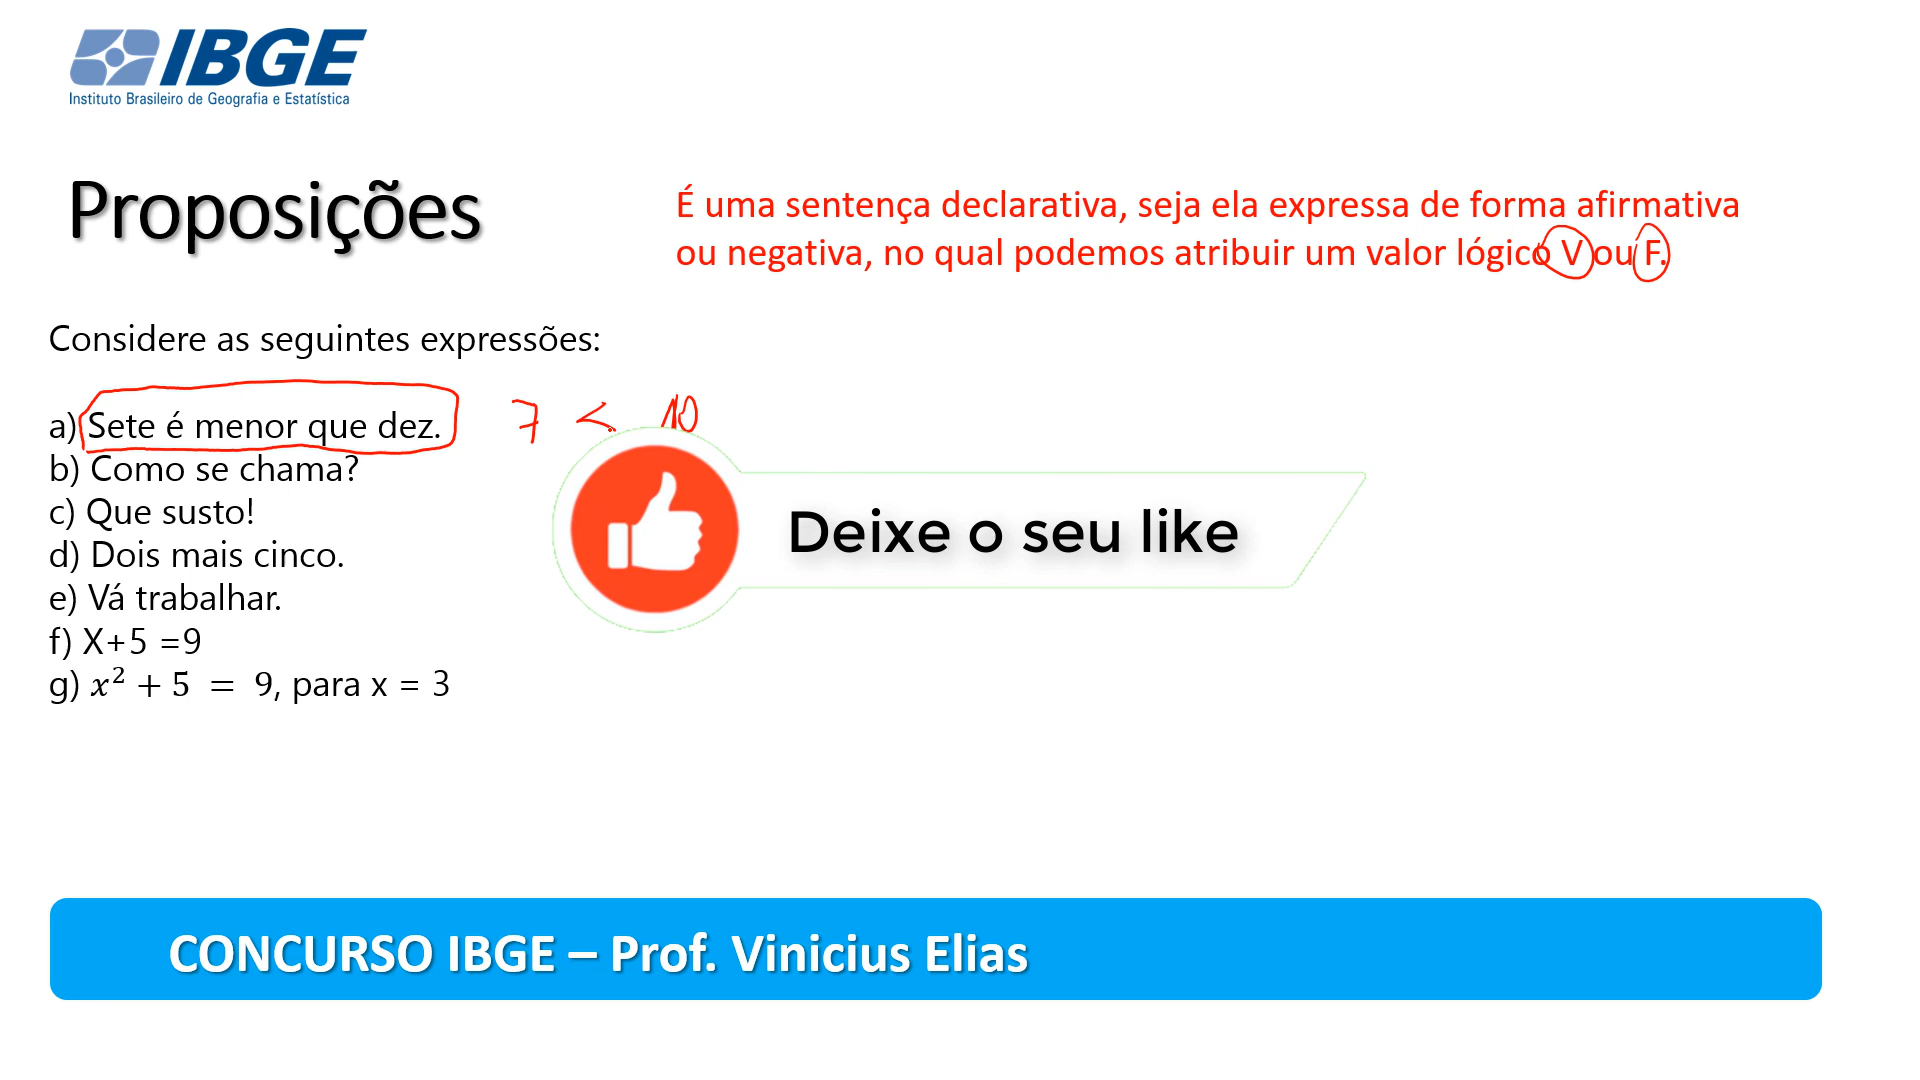 IBGE
Instituto Brasileiro de Geografia e Estatística
Proposições
É uma sentença declarativa, seja ela expressa de forma afirmativa
ou negativa, no qual podemos atribuir um valor lógico V ou F.
Considere as seguintes expressões:
a) Sete é menor que dez. 7 < 10
b) Como se chama?
c) Que susto!
d) Dois mais cinco.
e) Vá trabalhar.
f) X+5 =9
g) x² + 5 = 9, para x = 3
Deixe o seu like
CONCURSO IBGE – Prof. Vinicius Elias